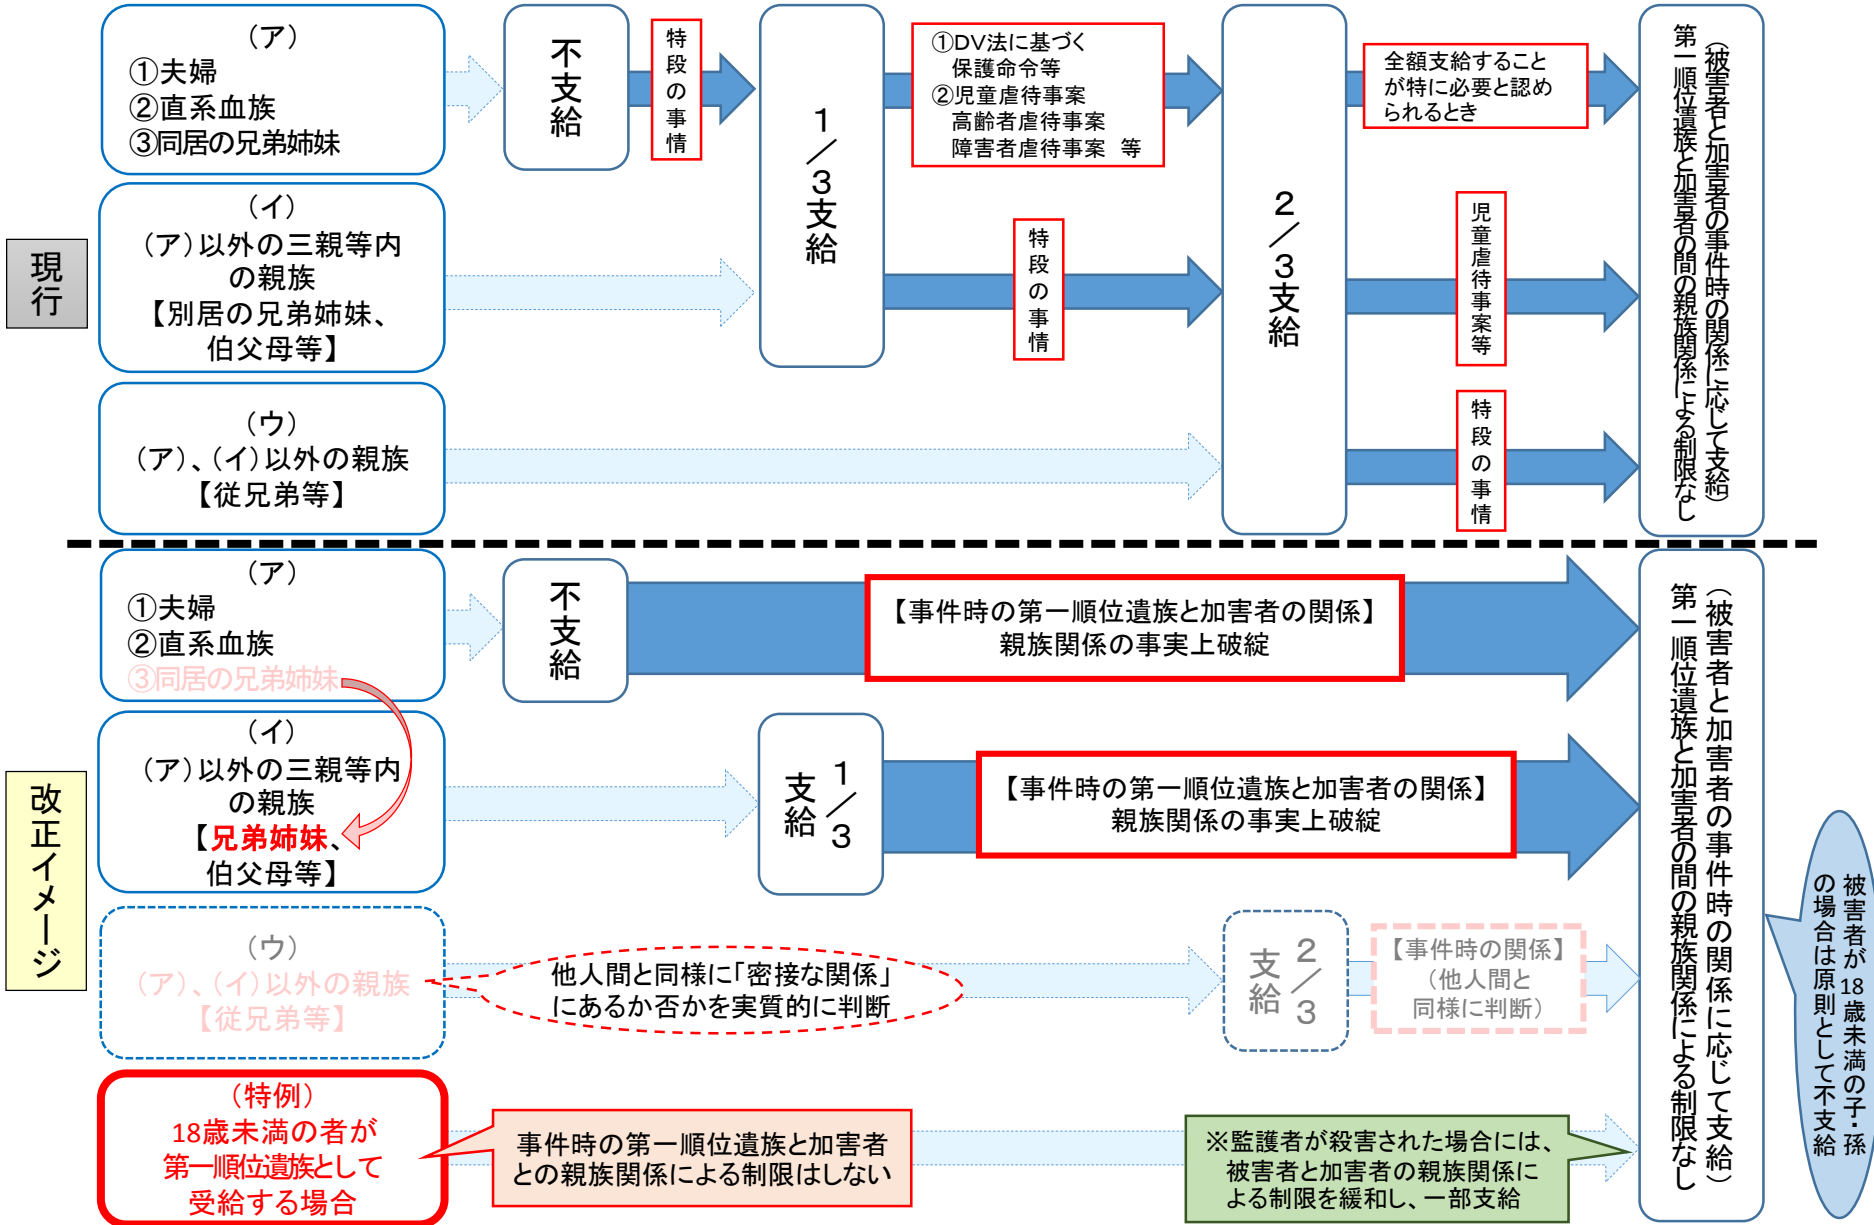 現行
（ア）
①夫婦
②直系血族
③同居の兄弟姉妹
不支給
特段の事情
1／3支給
①DV法に基づく
保護命令等
②児童虐待事案
高齢者虐待事案
障害者虐待事案　等
2／3支給
全額支給すること
が特に必要と認め
られるとき
（被害者と加害者の事件時の関係に応じて支給）
第一順位遺族と加害者の間の親族関係による制限なし
（イ）
（ア）以外の三親等内
の親族
【別居の兄弟姉妹、
伯父母等】
特段の事情
児童虐待事案等
（ウ）
（ア）、（イ）以外の親族
【従兄弟等】
特段の事情
改正イメージ
（ア）
①夫婦
②直系血族
③同居の兄弟姉妹
不支給
【事件時の第一順位遺族と加害者の関係】
親族関係の事実上破綻
（被害者と加害者の事件時の関係に応じて支給）
第一順位遺族と加害者の間の親族関係による制限なし
（イ）
（ア）以外の三親等内
の親族
【兄弟姉妹、
伯父母等】
1／3
支給
【事件時の第一順位遺族と加害者の関係】
親族関係の事実上破綻
（ウ）
（ア）、（イ）以外の親族
【従兄弟等】
他人間と同様に「密接な関係」
にあるか否かを実質的に判断
2／3
支給
【事件時の関係】
（他人間と
同様に判断）
（特例）
18歳未満の者が
第一順位遺族として
受給する場合
事件時の第一順位遺族と加害者
との親族関係による制限はしない
※監護者が殺害された場合には、
被害者と加害者の親族関係に
よる制限を緩和し、一部支給
被害者が18歳未満の子・孫
の場合は原則として不支給